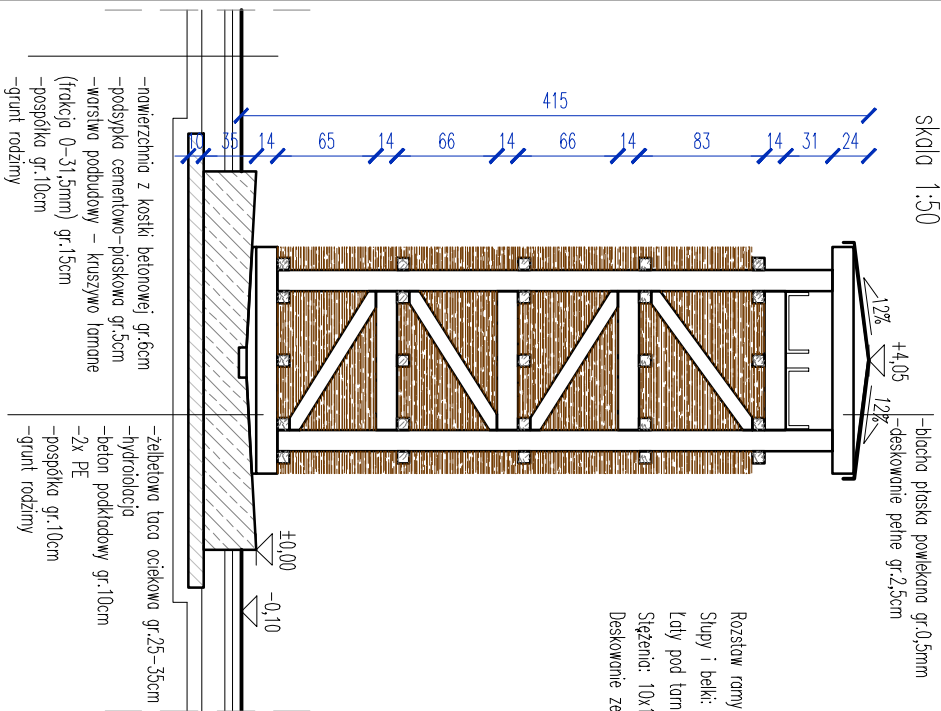 skala 1:50
415
10 35 14 65 14 66 14 66 14 83 14 31 24
-blacha płaska powlekana gr.0,5mm
-deskowanie pełne gr.2,5cm
12%
+4,05
12%
Rozstaw ramy
Słupy i belki:
Łaty pod tarn
Stężenia: 10x1
Deskowanie ze
±0,00
-0,10
-nawierzchnia z kostki betonowej gr.6cm
-podsypka cementowo-piaskowa gr.5cm
-warstwa podbudowy - kruszywo łamane
(frakcja 0-31,5mm) gr.15cm
-pospółka gr.10cm
-grunt rodzimy
-żelbetowa taca ociekowa gr.25-35cm
-hydroiolacja
-beton podkładowy gr.10cm
-2x PE
-pospółka gr.10cm
-grunt rodzimy